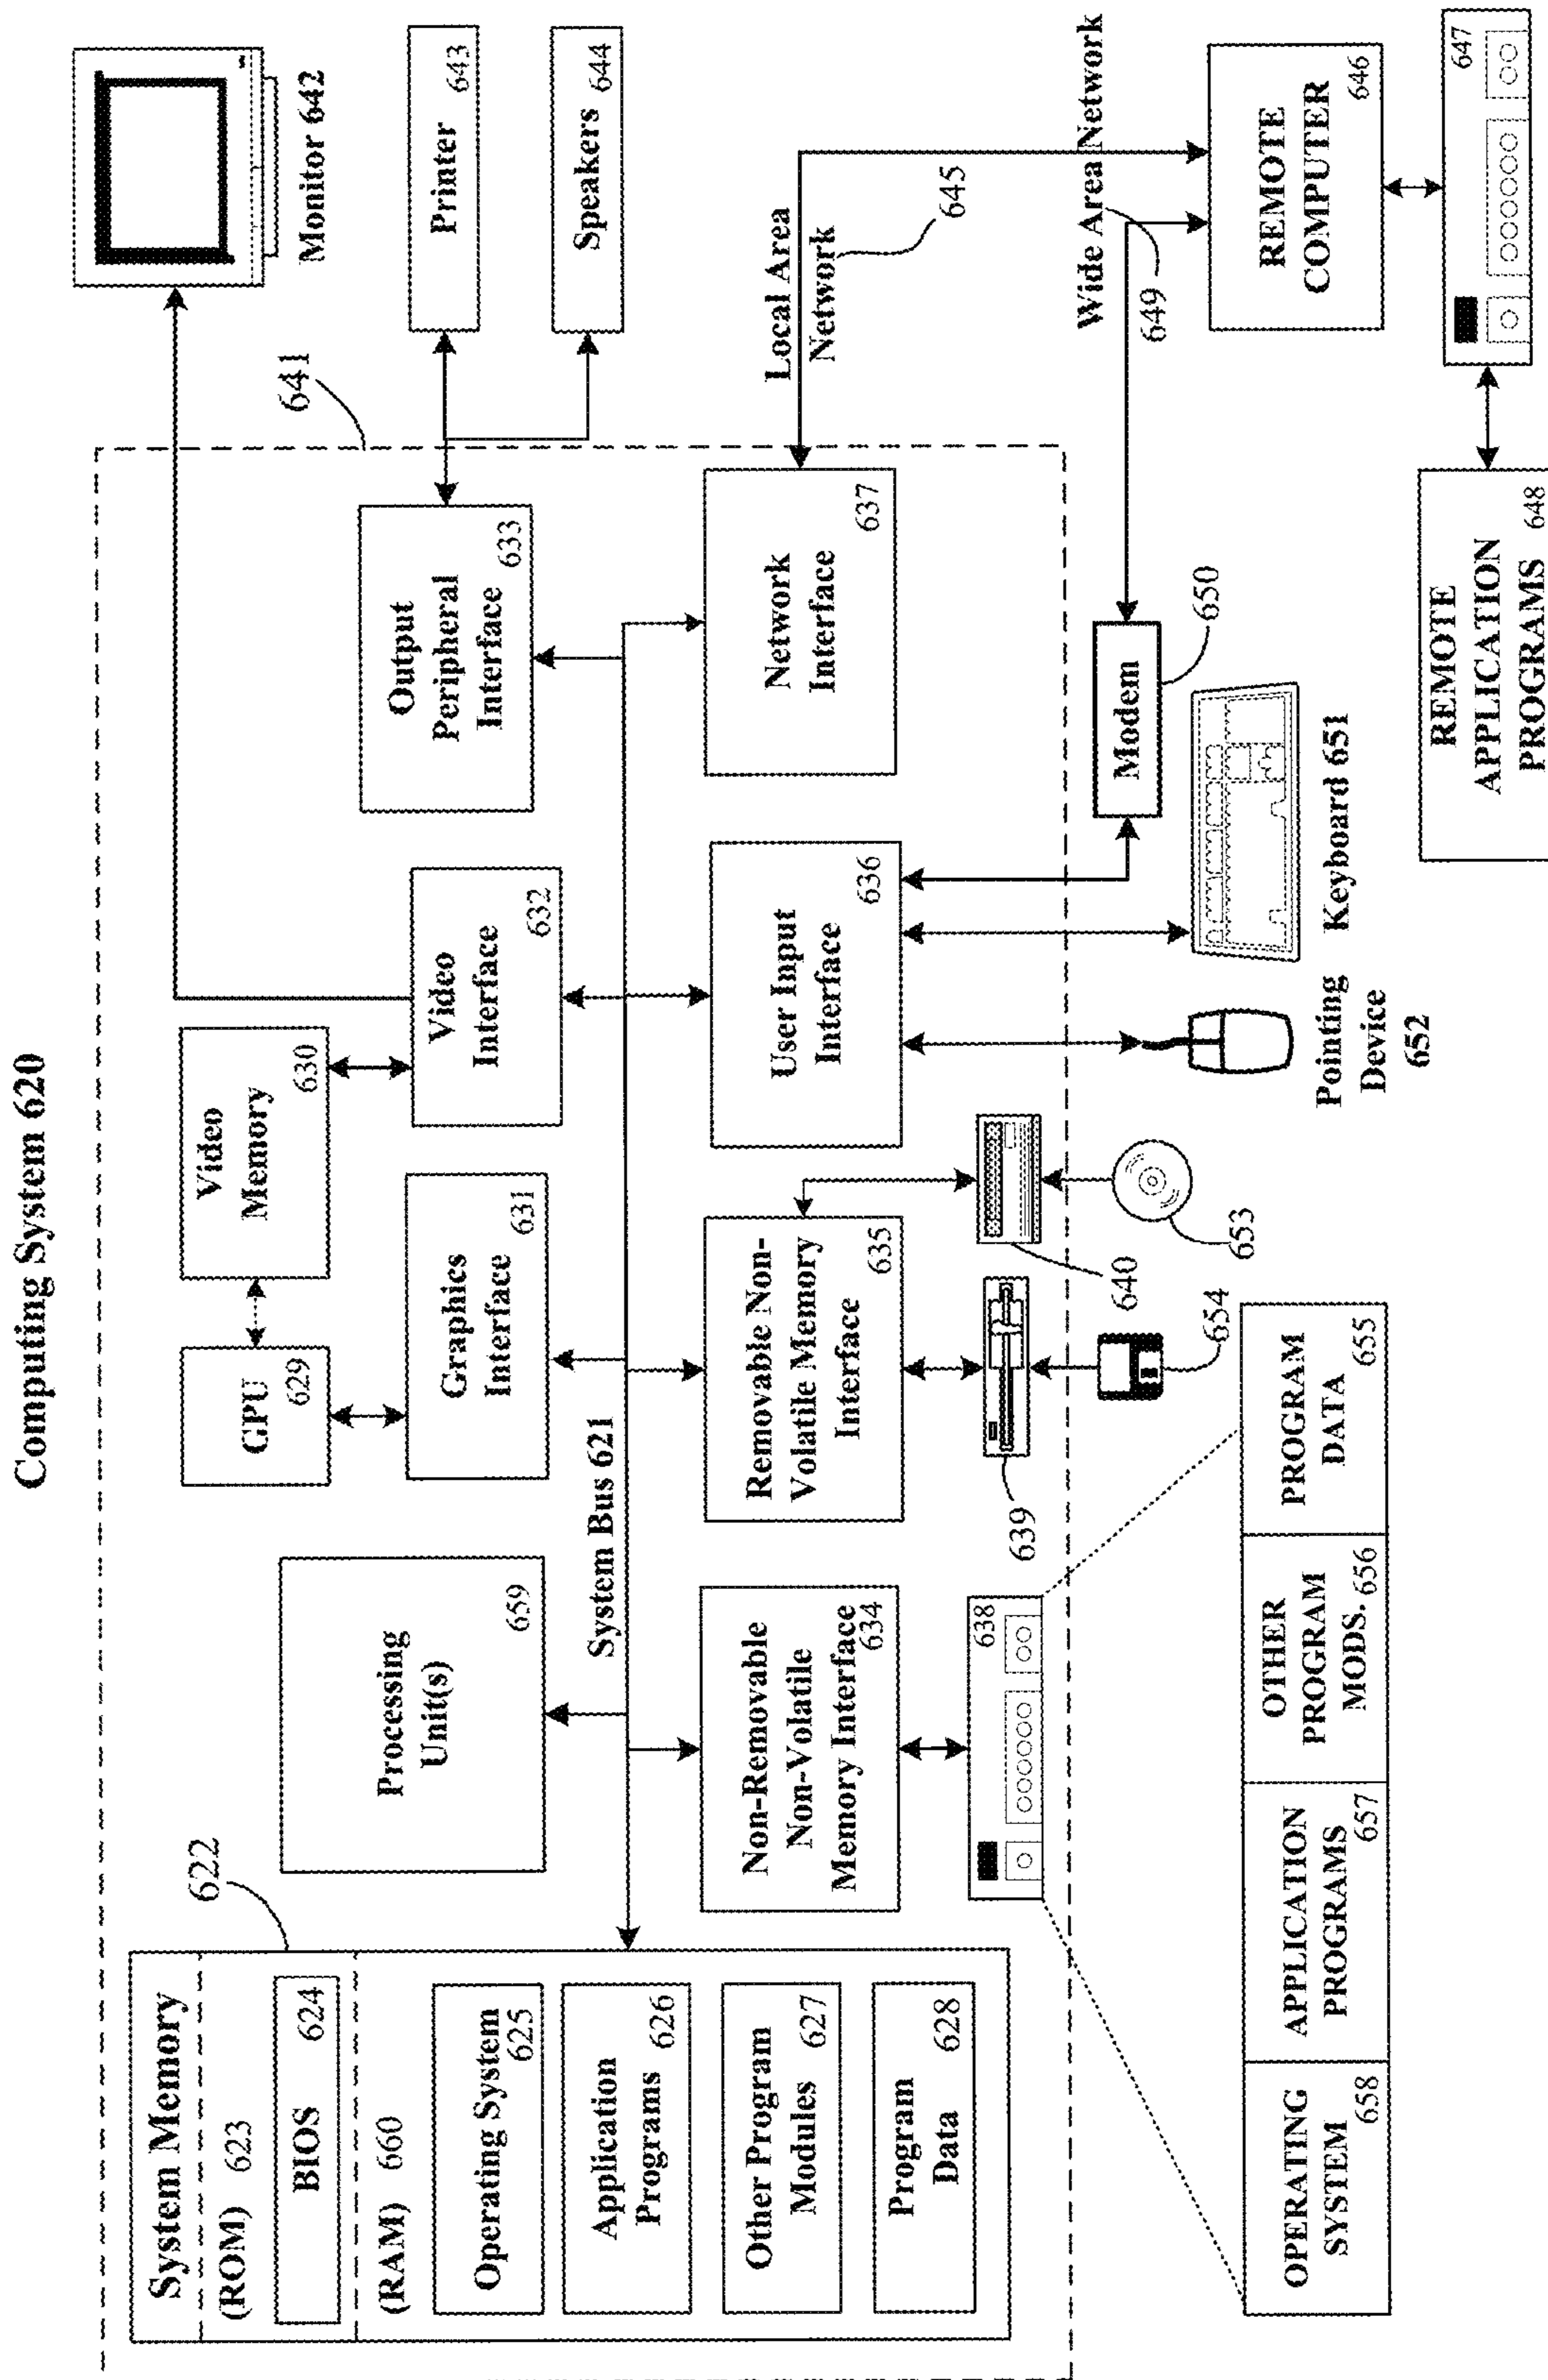 Computing System 620
System Memory
(ROM) 623
BIOS 624
(RAM) 660
Operating System
625
Application
Programs 626
Other Program
Modules 627
Program
Data 628
622
Processing
Unit(s)
659
System Bus 621
GPU
629
Video
Memory 630
Graphics
Interface 631
Video
Interface 632
Output
Peripheral
Interface 633
641
Monitor 642
Printer 643
Speakers 644
Non-Removable
Non-Volatile
Memory Interface
634
Removable Non-
Volatile Memory
Interface 635
User Input
Interface 636
Network
Interface 637
Local Area
Network
645
638
639
640
653
654
Pointing
Device
652
Keyboard 651
Modem
650
Wide Area Network
649
REMOTE
COMPUTER
646
647
REMOTE
APPLICATION
PROGRAMS 648
OPERATING
SYSTEM
658
APPLICATION
PROGRAMS
657
OTHER
PROGRAM
MODS. 656
PROGRAM
DATA
655